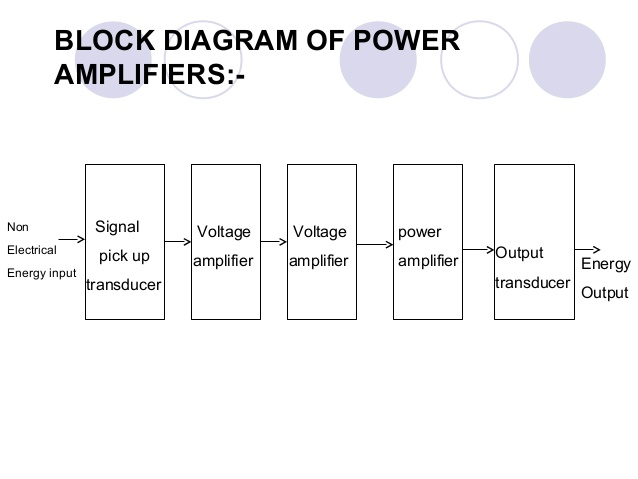 BLOCK DIAGRAM OF POWER
AMPLIFIERS:-
Non
Electrical
Energy input
Signal
pick up
transducer
Voltage
amplifier
Voltage
amplifier
power
amplifier
Output
transducer
Energy
Output